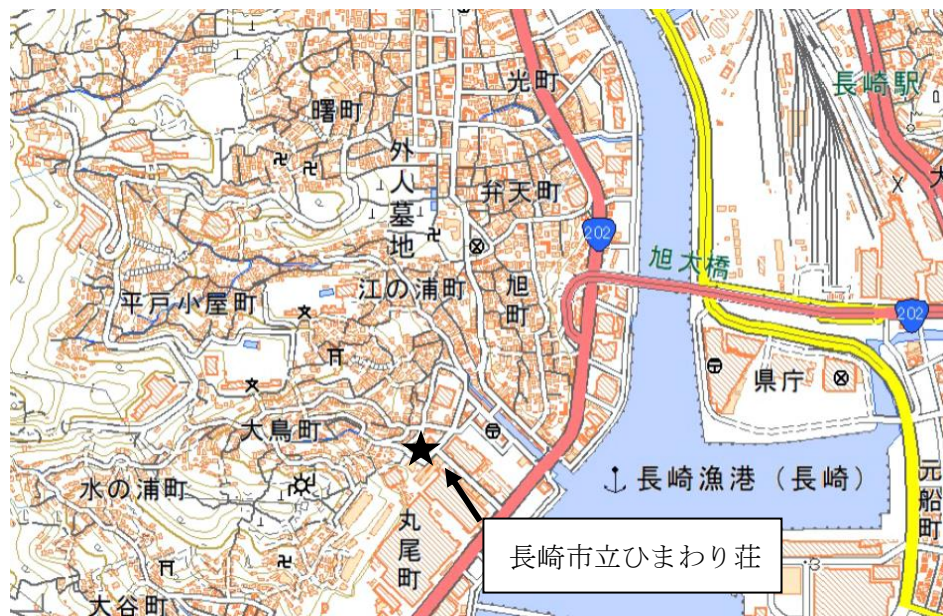 光町
長崎駅
曙町
外人墓地
弁天町
202
旭大橋
旭町
江の浦町
平戸小屋町
202
県庁
大鳥町
長崎漁港（長崎）
元船町
水の浦町
丸尾町
長崎市立ひまわり荘
大谷町
大
・3